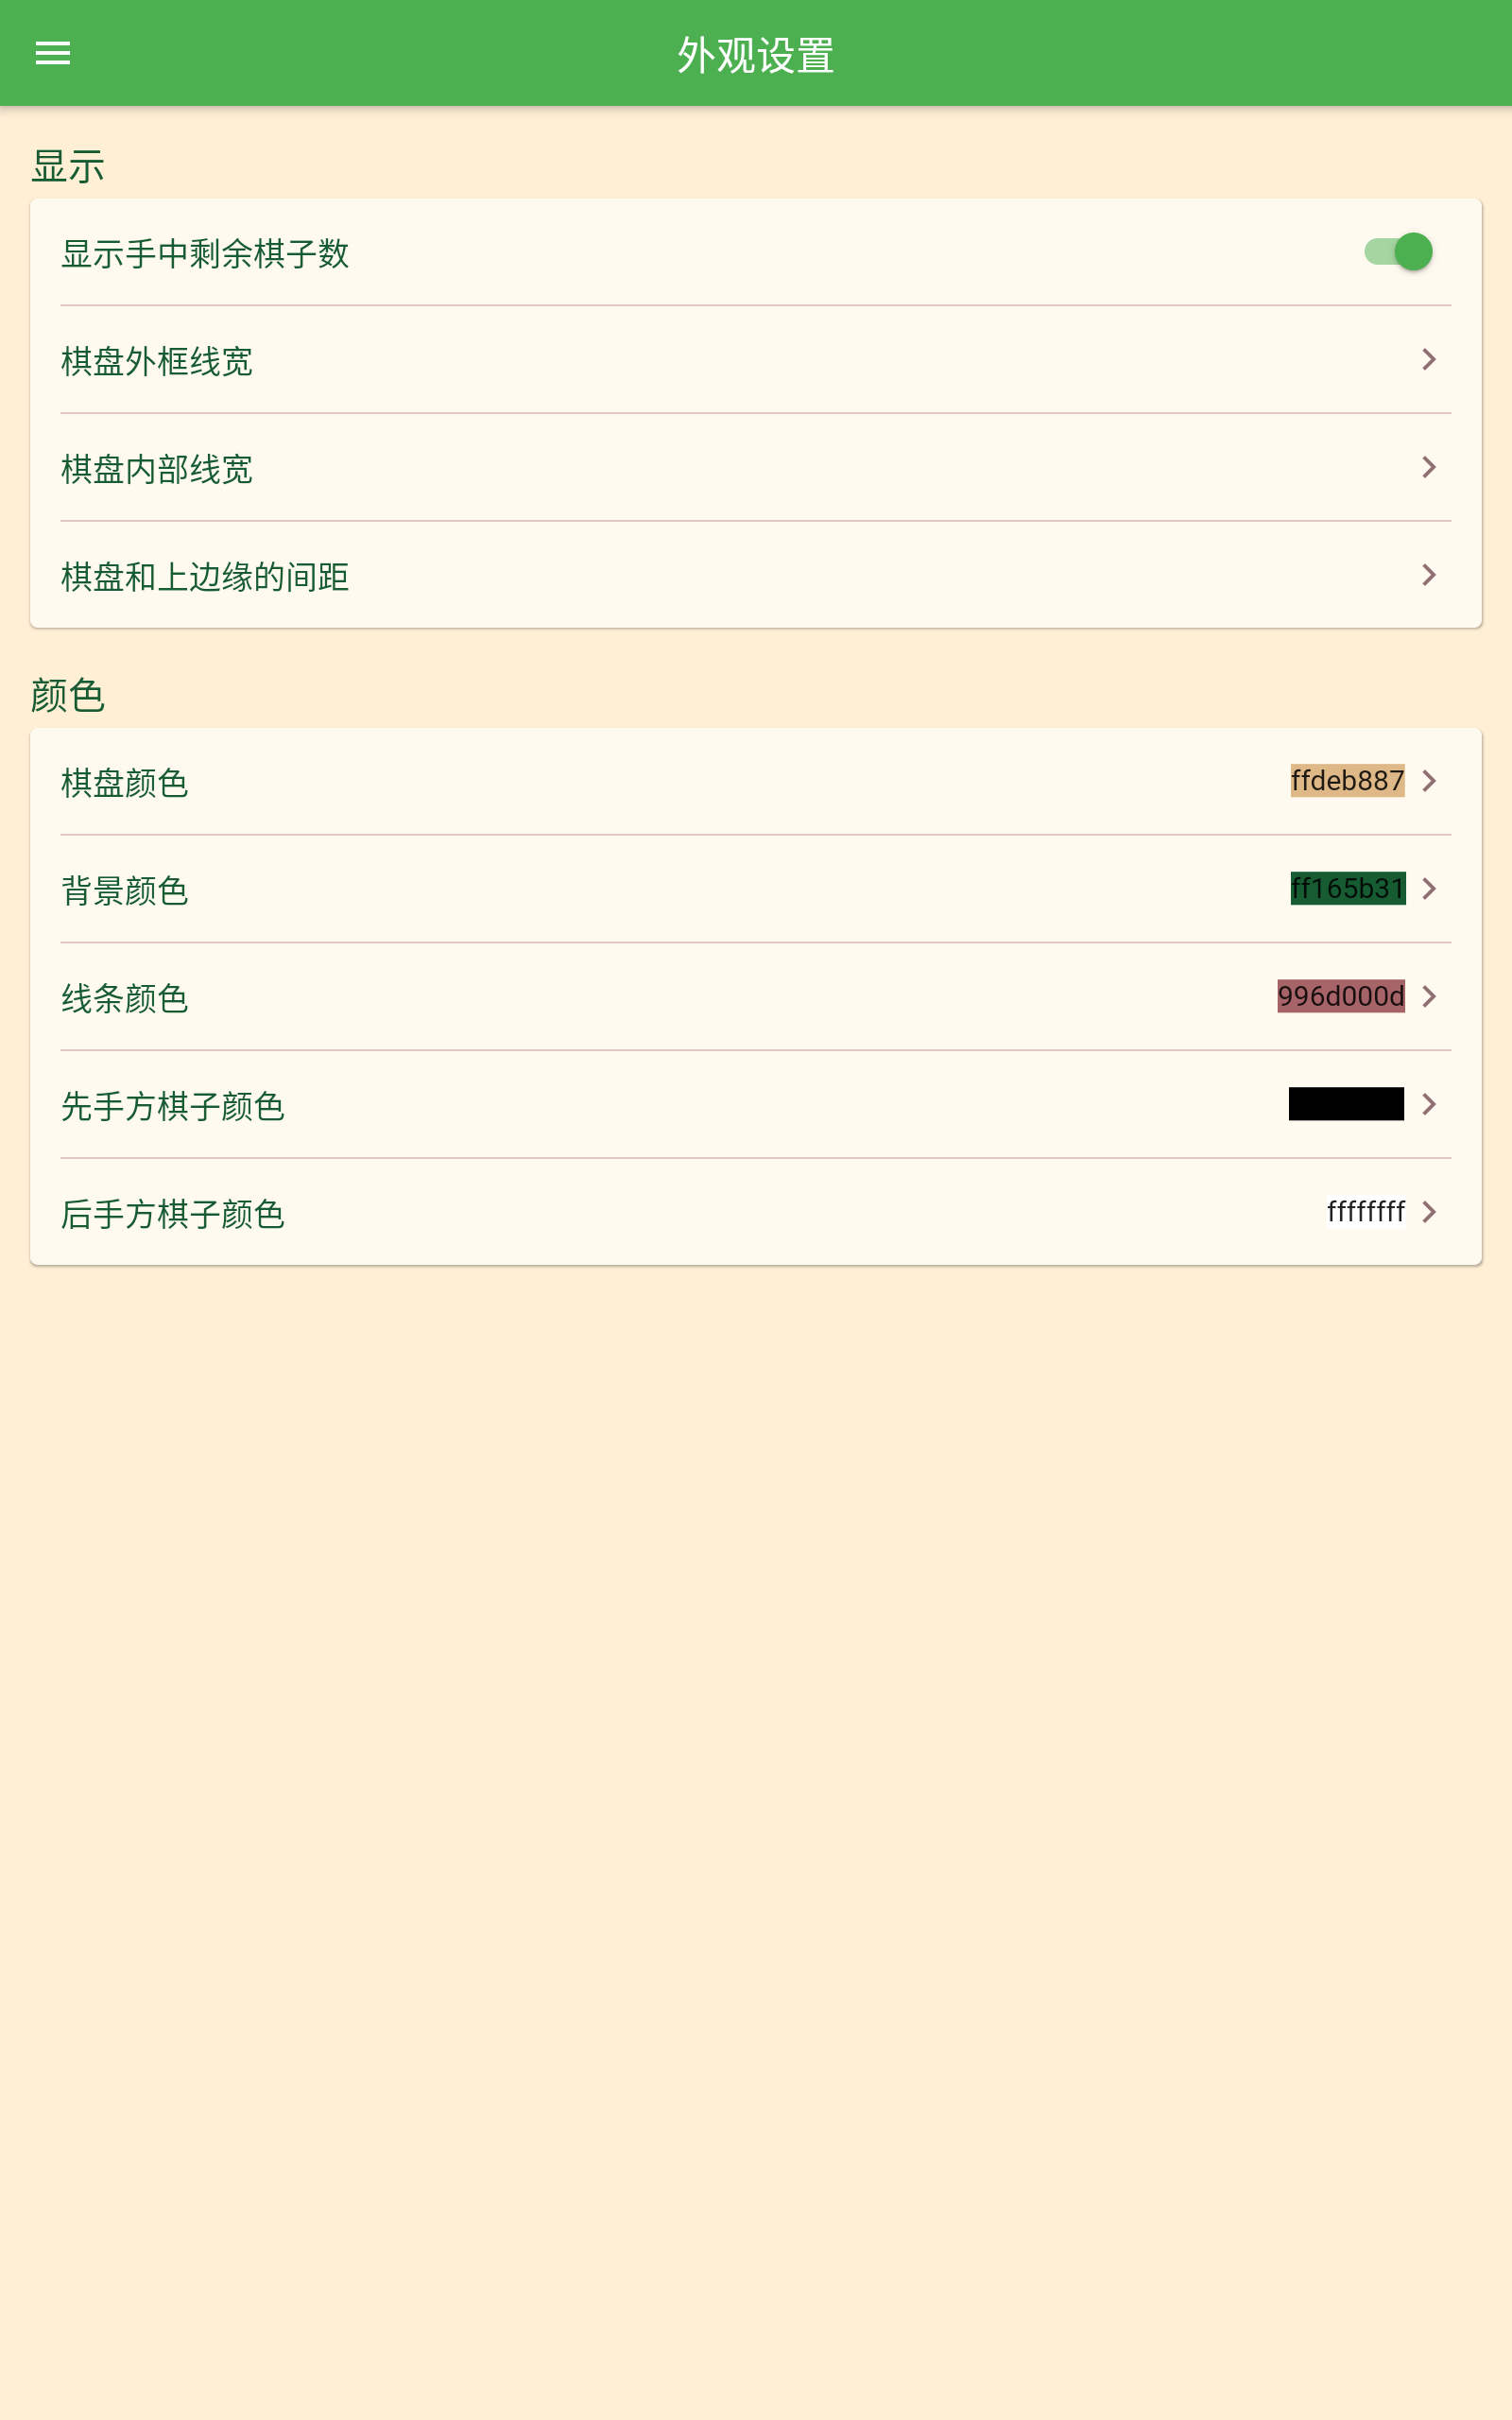 外观设置
显示
显示手中剩余棋子数
棋盘外框线宽
棋盘内部线宽
棋盘和上边缘的间距
颜色
棋盘颜色 ffdeb887
背景颜色 ff165b31
线条颜色 996d000d
先手方棋子颜色
后手方棋子颜色 ffffffff